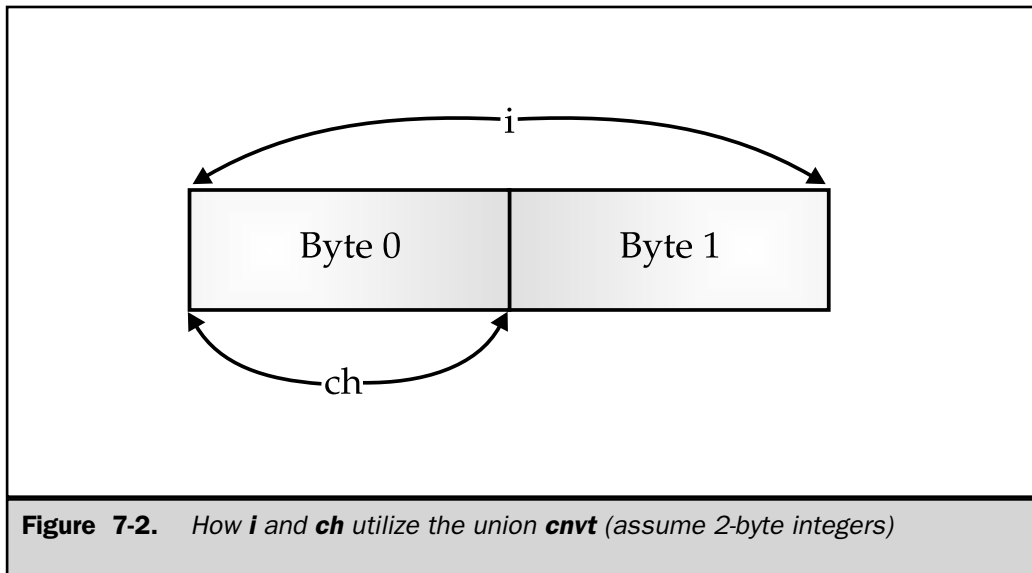 i
Byte 0
Byte 1
ch
Figure 7-2. How i and ch utilize the union cnvt (assume 2-byte integers)